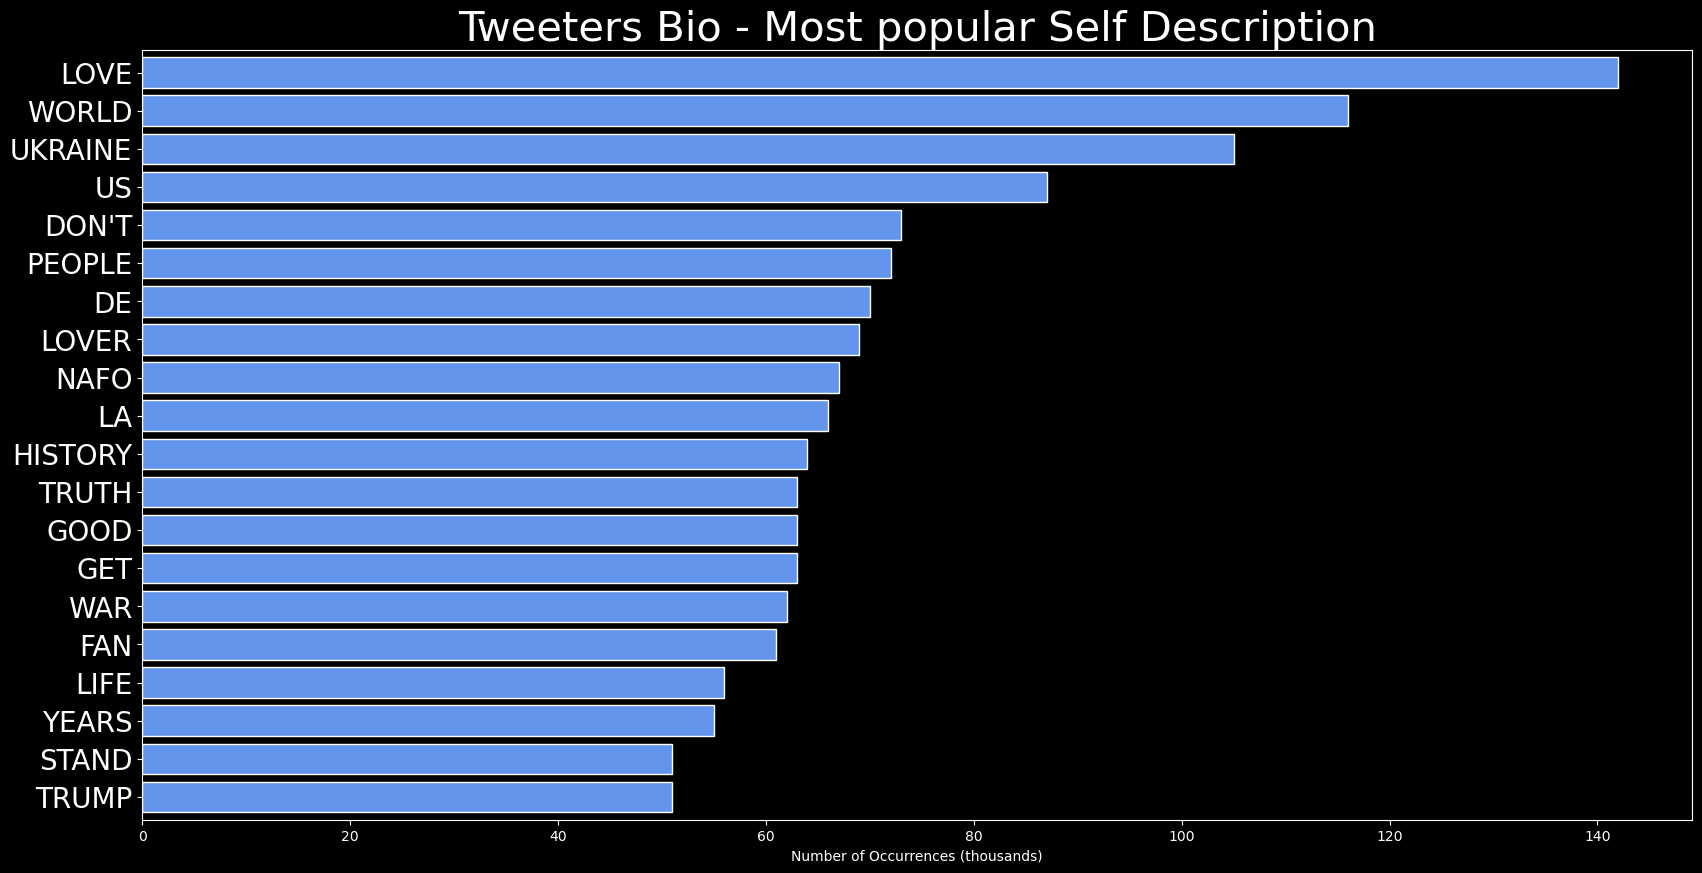 Tweeters Bio - Most popular Self Description
LOVE
WORLD
UKRAINE
US
DON'T
PEOPLE
DE
LOVER
NAFO
LA
HISTORY
TRUTH
GOOD
GET
WAR
FAN
LIFE
YEARS
STAND
TRUMP
0 20 40 60 80 100 120 140
Number of Occurrences (thousands)